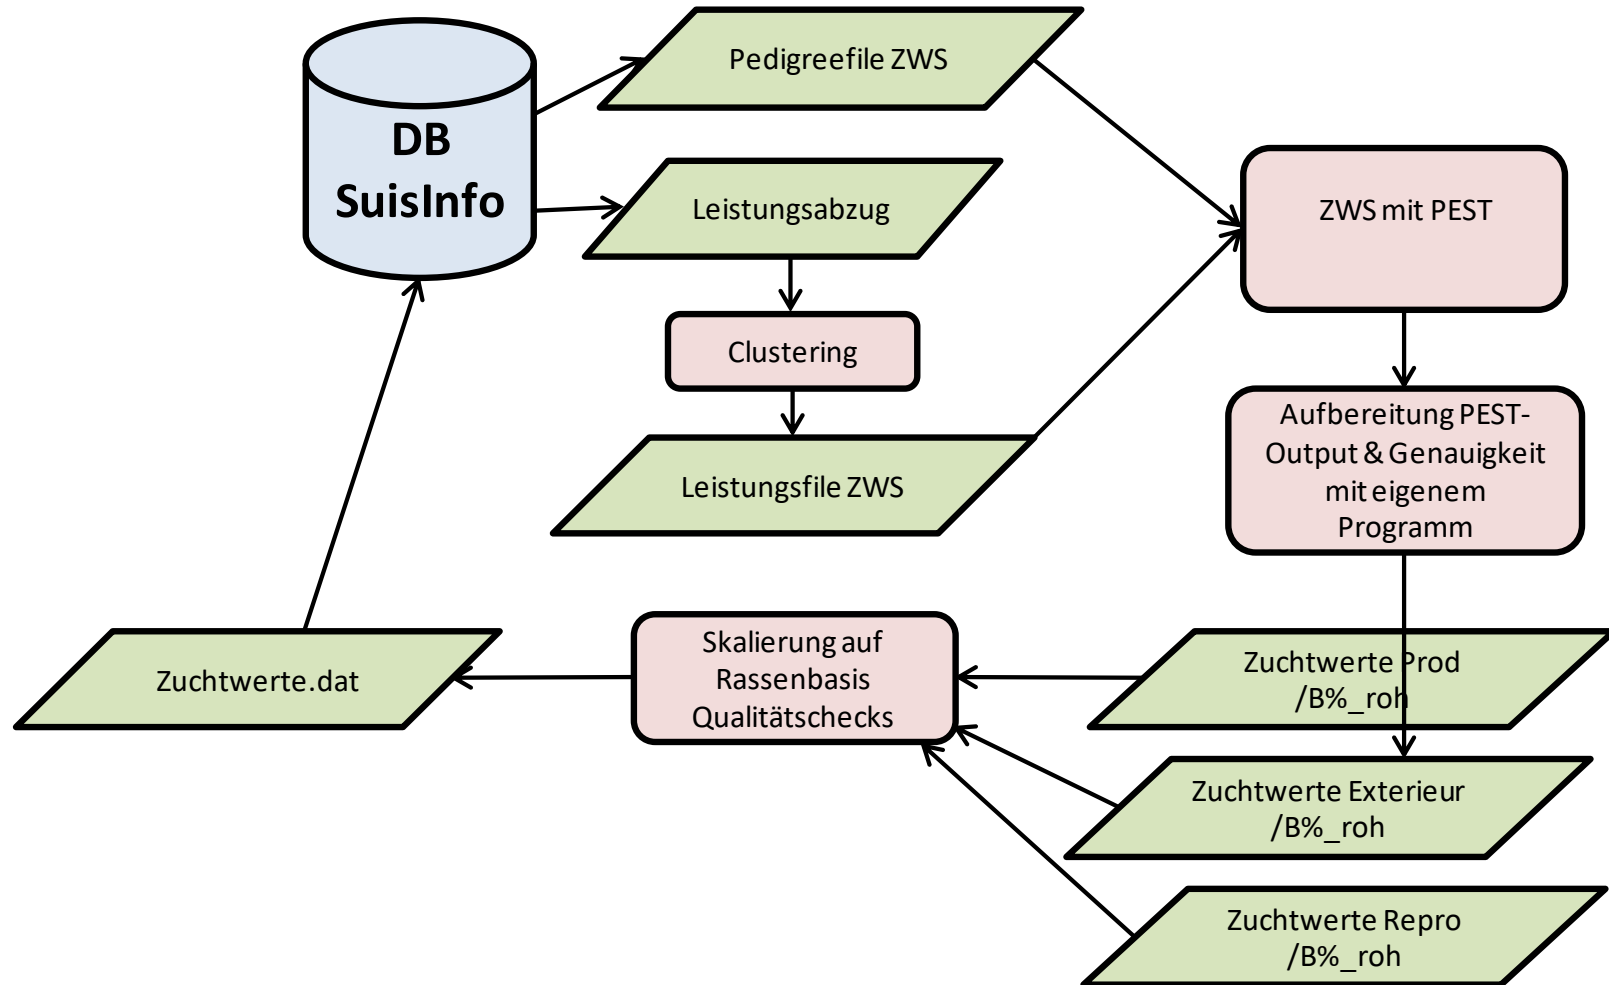 Pedigreefile ZWS
DB
SuisInfo
Leistungsabzug
ZWS mit PEST
Clustering
Aufbereitung PEST-
Output & Genauigkeit
mit eigenem
Programm
Leistungsfile ZWS
Skalierung auf
Rassenbasis
Qualitätschecks
Zuchtwerte Prod
/B%_roh
Zuchtwerte.dat
Zuchtwerte Exterieur
/B%_roh
Zuchtwerte Repro
/B%_roh